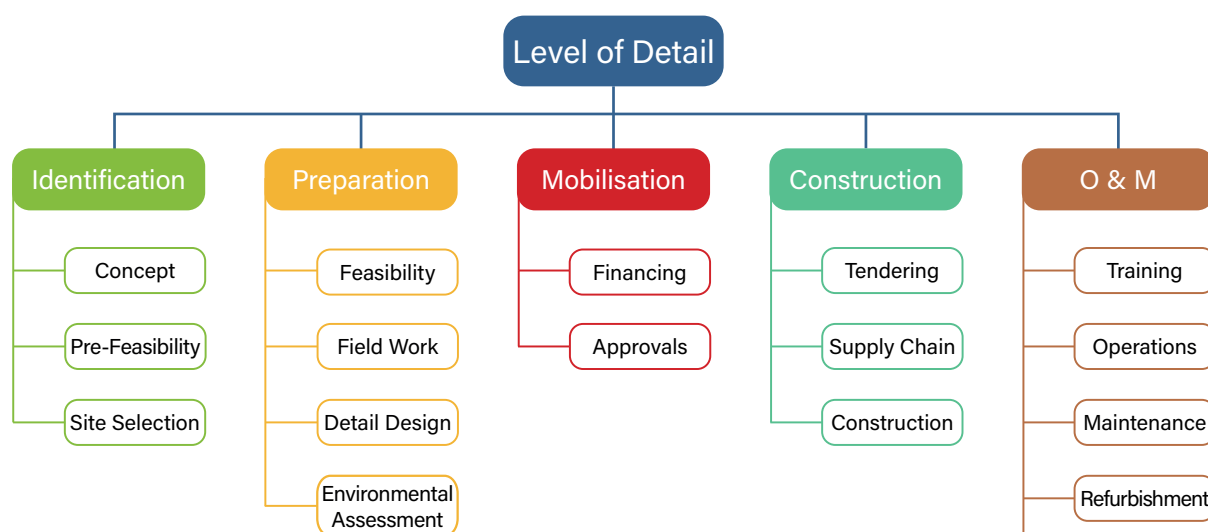 Level of Detail
Identification
Preparation
Mobilisation
Construction
O & M
Concept
Feasibility
Financing
Tendering
Training
Pre-Feasibility
Field Work
Approvals
Supply Chain
Operations
Site Selection
Detail Design
Construction
Maintenance
Environmental
Assessment
Refurbishment